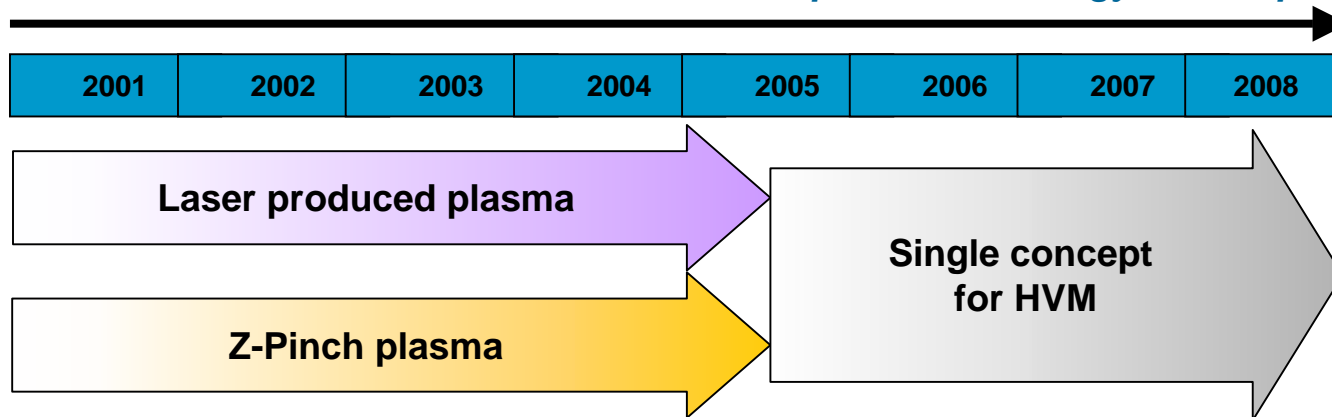 2001 2002 2003 2004 2005 2006 2007 2008
Laser produced plasma
Single concept
for HVM
Z-Pinch plasma